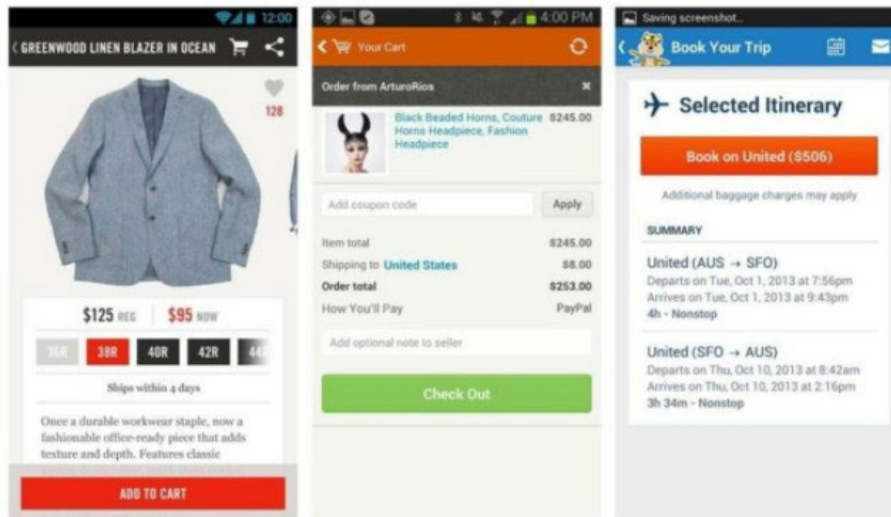 12:00
GREENWOOD LINEN BLAZER IN OCEAN
128
$125 REG $95 NOW
36R 38R 40R 42R 44R
Ships within 4 days
Once a durable workwear staple, now a
fashionable office-ready piece that adds
texture and depth. Features classic
ADD TO CART
4:00 PM
Your Cart
Order from ArturoRios
Black Beaded Horns, Couture $245.00
Horns Headpiece, Fashion
Headpiece
Add coupon code Apply
Item total $245.00
Shipping to United States $8.00
Order total $253.00
How You'll Pay PayPal
Add optional note to seller
Check Out
Saving screenshot...
Book Your Trip
Selected Itinerary
Book on United ($506)
Additional baggage charges may apply
SUMMARY
United (AUS → SFO)
Departs on Tue, Oct 1, 2013 at 7:56pm
Arrives on Tue, Oct 1, 2013 at 9:43pm
4h - Nonstop
United (SFO → AUS)
Departs on Thu, Oct 10, 2013 at 8:42am
Arrives on Thu, Oct 10, 2013 at 2:16pm
3h 34m - Nonstop